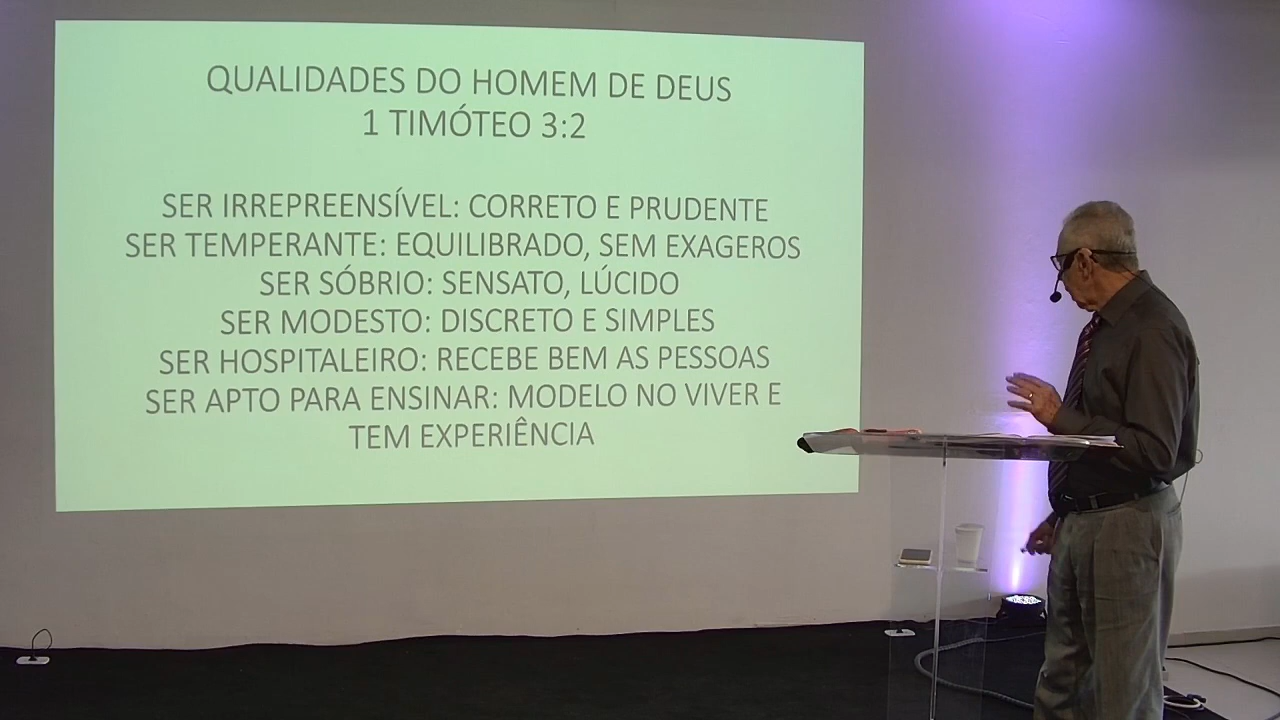 QUALIDADES DO HOMEM DE DEUS
1 TIMÓTEO 3:2
SER IRREPREENSÍVEL: CORRETO E PRUDENTE
SER TEMPERANTE: EQUILIBRADO, SEM EXAGEROS
SER SÓBRIO: SENSATO, LÚCIDO
SER MODESTO: DISCRETO E SIMPLES
SER HOSPITALEIRO: RECEBE BEM AS PESSOAS
SER APTO PARA ENSINAR: MODELO NO VIVER E
TEM EXPERIÊNCIA